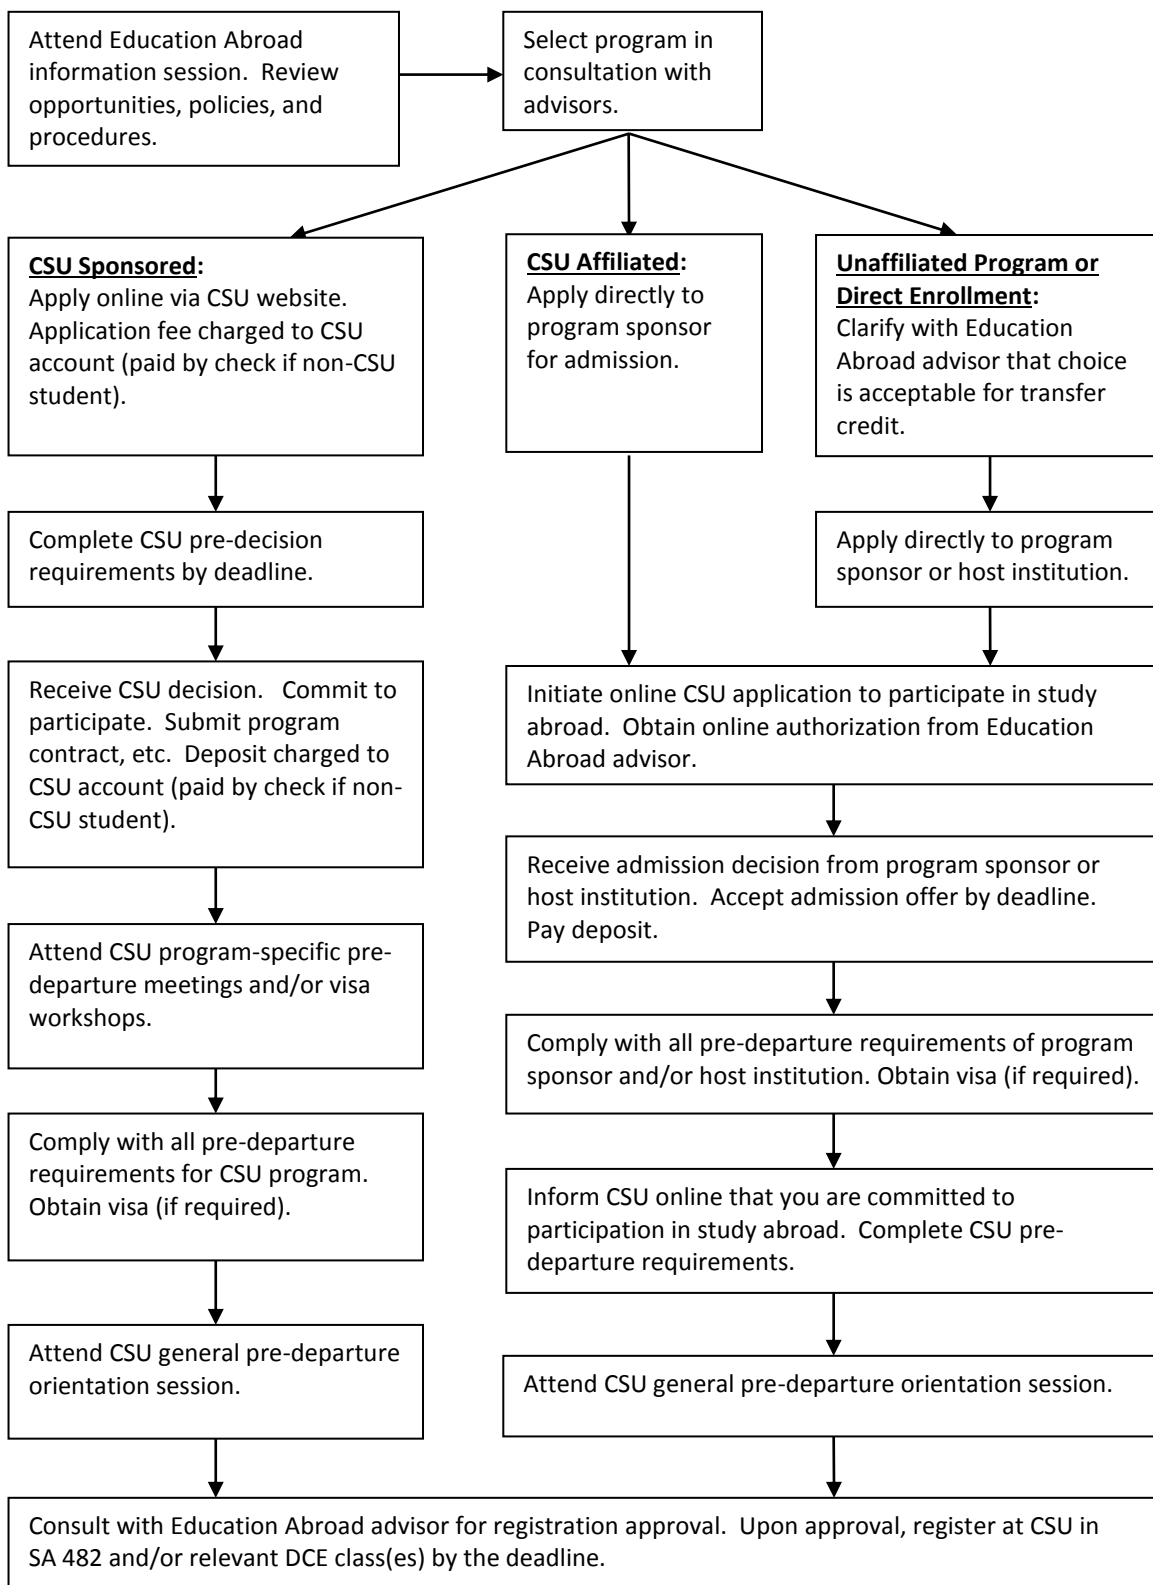 Attend Education Abroad
information session.  Review
opportunities, policies, and
procedures.
Select program in
consultation with
advisors.
CSU Sponsored:
Apply online via CSU website.
Application fee charged to CSU
account (paid by check if non-CSU
student).
CSU Affiliated:
Apply directly to
program sponsor
for admission.
Unaffiliated Program or
Direct Enrollment:
Clarify with Education
Abroad advisor that choice
is acceptable for transfer
credit.
Complete CSU pre-decision
requirements by deadline.
Apply directly to program
sponsor or host institution.
Receive CSU decision.   Commit to
participate.  Submit program
contract, etc.  Deposit charged to
CSU account (paid by check if non-
CSU student).
Initiate online CSU application to participate in study
abroad.  Obtain online authorization from Education
Abroad advisor.
Receive admission decision from program sponsor or
host institution.  Accept admission offer by deadline.
Pay deposit.
Attend CSU program-specific pre-
departure meetings and/or visa
workshops.
Comply with all pre-departure requirements of program
sponsor and/or host institution. Obtain visa (if required).
Comply with all pre-departure
requirements for CSU program.
Obtain visa (if required).
Inform CSU online that you are committed to
participation in study abroad.  Complete CSU pre-
departure requirements.
Attend CSU general pre-departure
orientation session.
Attend CSU general pre-departure orientation session.
Consult with Education Abroad advisor for registration approval.  Upon approval, register at CSU in
SA 482 and/or relevant DCE class(es) by the deadline.